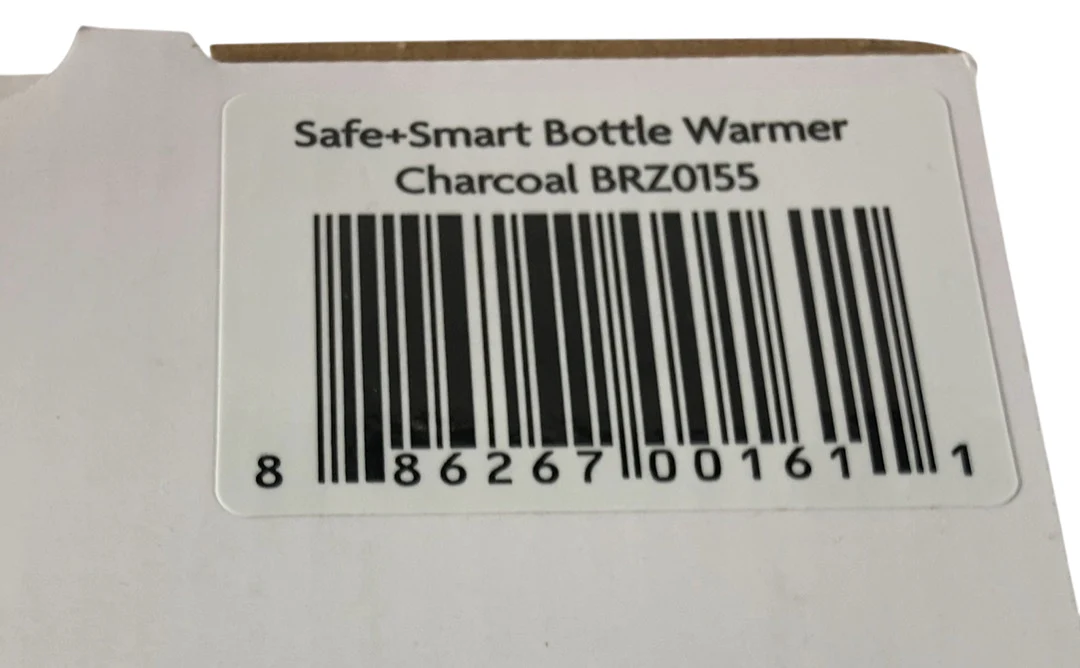 Safe+Smart Bottle Warmer
Charcoal BRZ0155
8 86267 00161 1